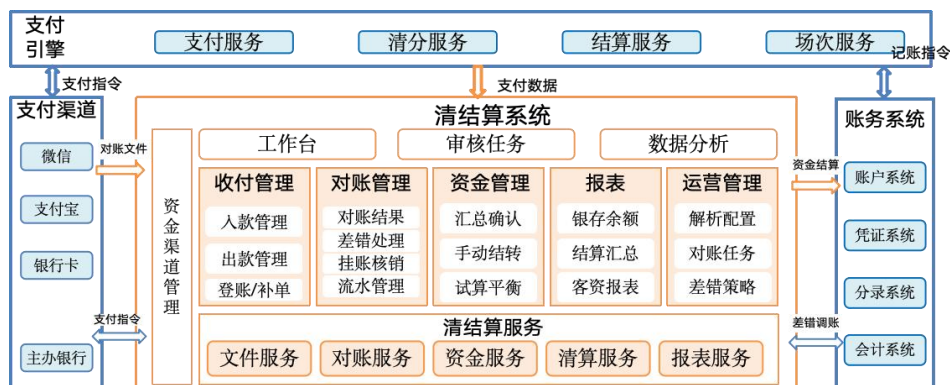 支付
引擎
支付服务
清分服务
结算服务
场次服务
支付指令
支付数据
记账指令
支付渠道
微信
支付宝
银行卡
主办银行
对账文件
支付指令
清结算系统
资金渠道管理
工作台
审核任务
数据分析
收付管理
入款管理
出款管理
登账/补单
对账管理
对账结果
差错处理
挂账核销
流水管理
资金管理
汇总确认
手动结转
试算平衡
报表
银存余额
结算汇总
客资报表
运营管理
解析配置
对账任务
差错策略
清结算服务
文件服务
对账服务
资金服务
清算服务
报表服务
资金结算
差错调账
账务系统
账户系统
凭证系统
分录系统
会计系统